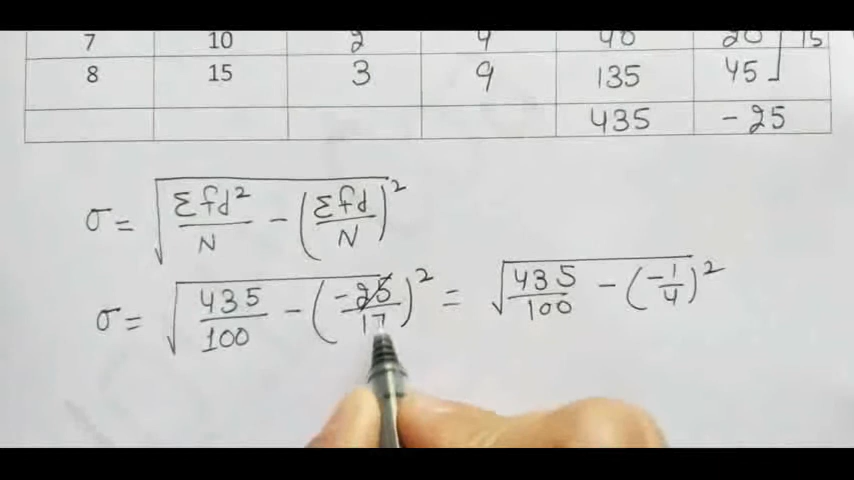 7 10 2 4 40 20 15
8 15 3 9 135 45
435 -25
σ = √(Σfd²/N − (Σfd/N)²)
σ = √(435/100 − (−25/17)²) = √(435/100 − (−1/4)²)